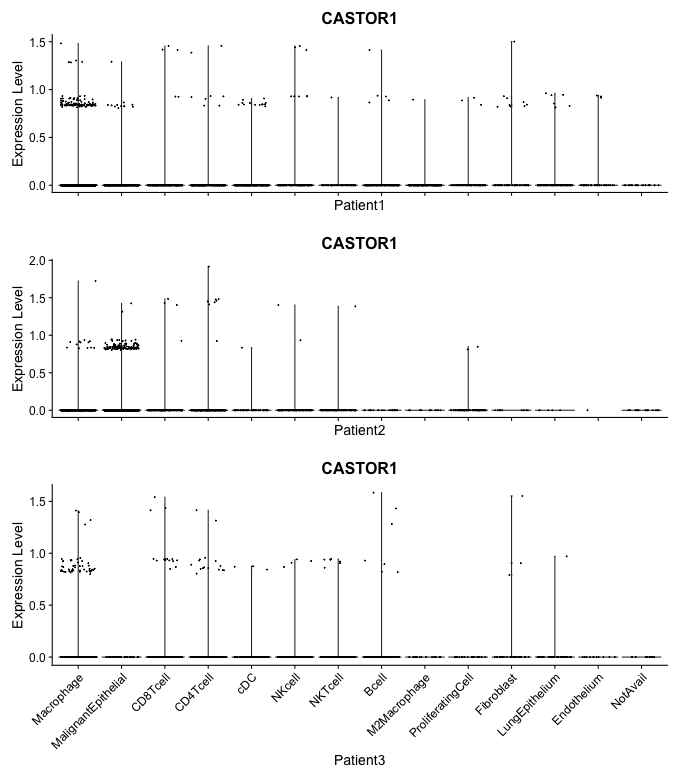 CASTOR1
Expression Level
1.5
1.0
0.5
0.0
Patient1
CASTOR1
Expression Level
2.0
1.5
1.0
0.5
0.0
Patient2
CASTOR1
Expression Level
1.5
1.0
0.5
0.0
Macrophage
MalignantEpithelial
CD8Tcell
CD4Tcell
cDC
NKcell
NKTcell
Bcell
M2Macrophage
ProliferatingCell
Fibroblast
LungEpithelium
Endothelium
NotAvail
Patient3